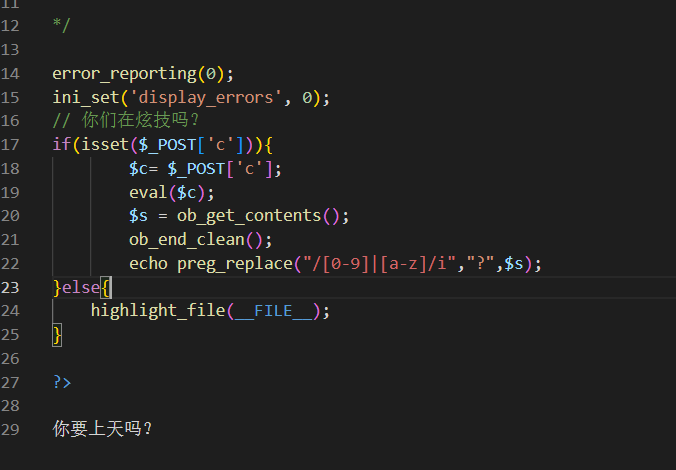 11
12 */
13
14 error_reporting(0);
15 ini_set('display_errors', 0);
16 // 你们在炫技吗？
17 if(isset($_POST['c'])){
18 $c= $_POST['c'];
19 eval($c);
20 $s = ob_get_contents();
21 ob_end_clean();
22 echo preg_replace("/[0-9]|[a-z]/i","?",$s);
23 }else{
24 highlight_file(__FILE__);
25 }
26
27 ?>
28
29 你要上天吗？